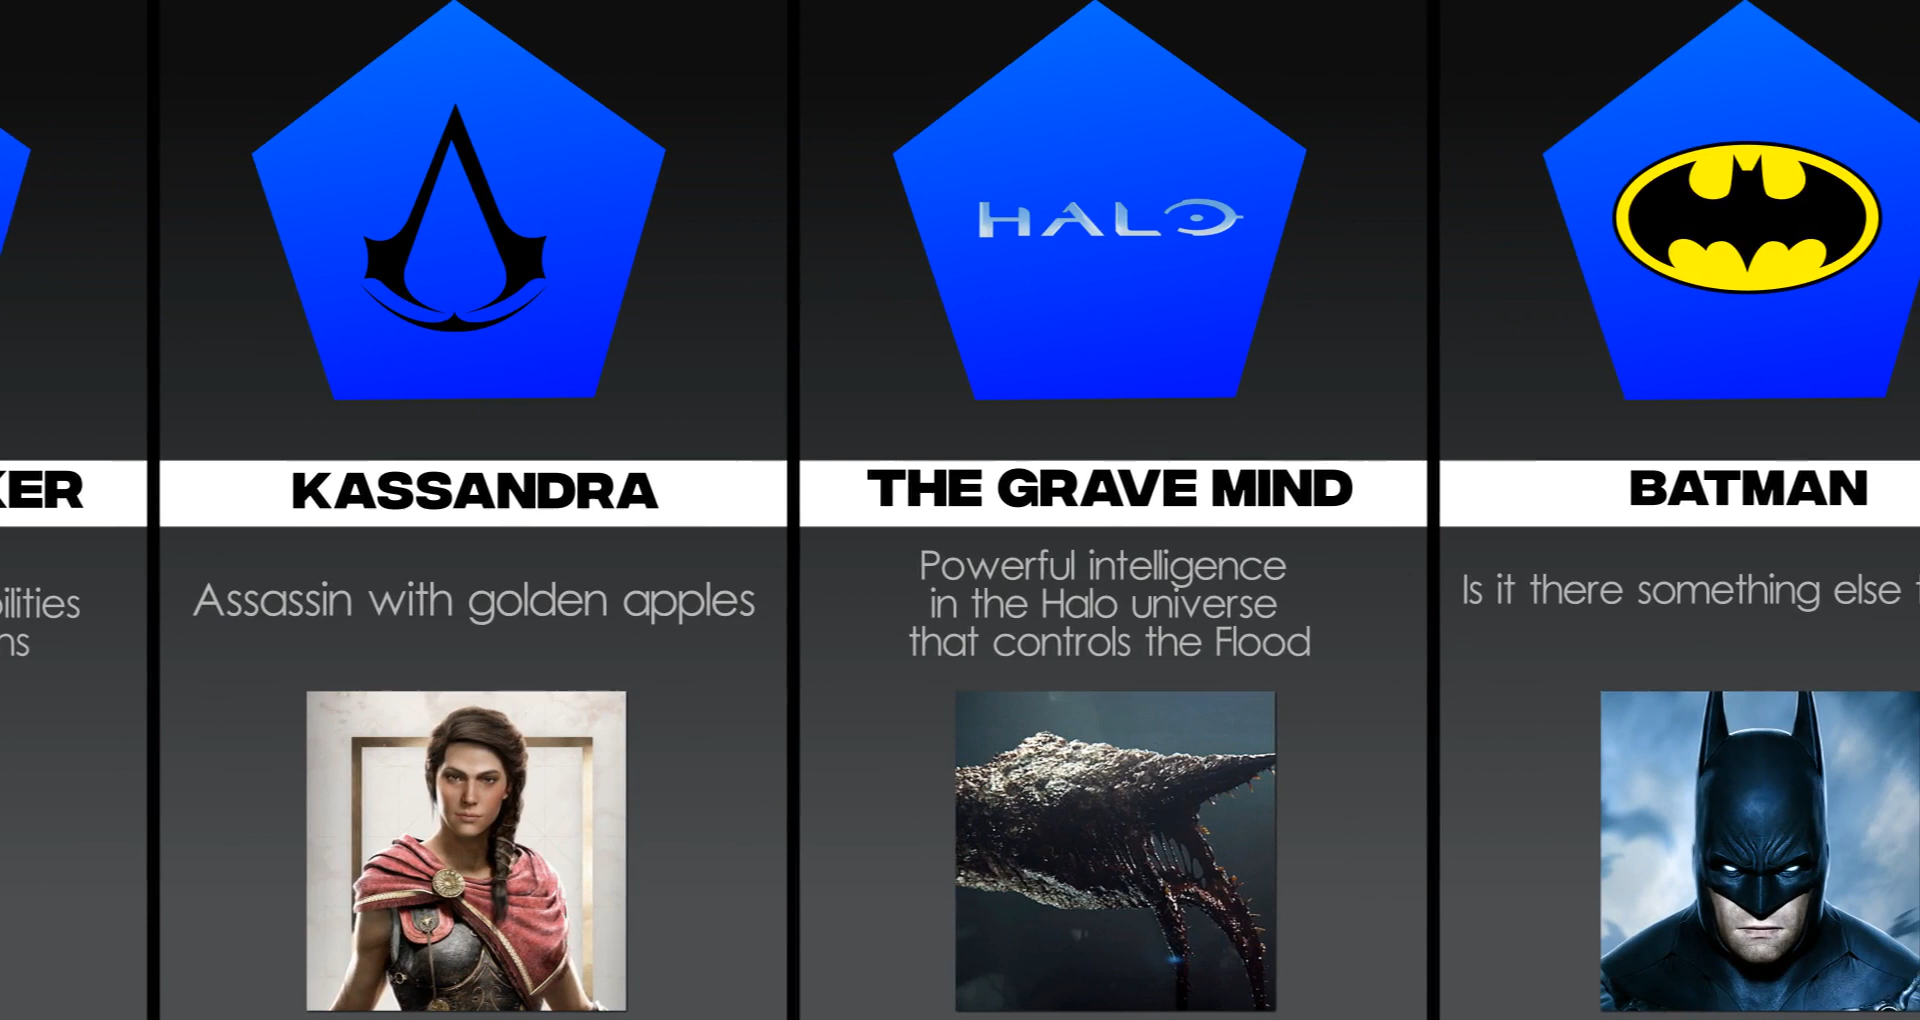 HALO
KER
KASSANDRA
THE GRAVE MIND
BATMAN
ilities
ns
Assassin with golden apples
Powerful intelligence
in the Halo universe
that controls the Flood
Is it there something else